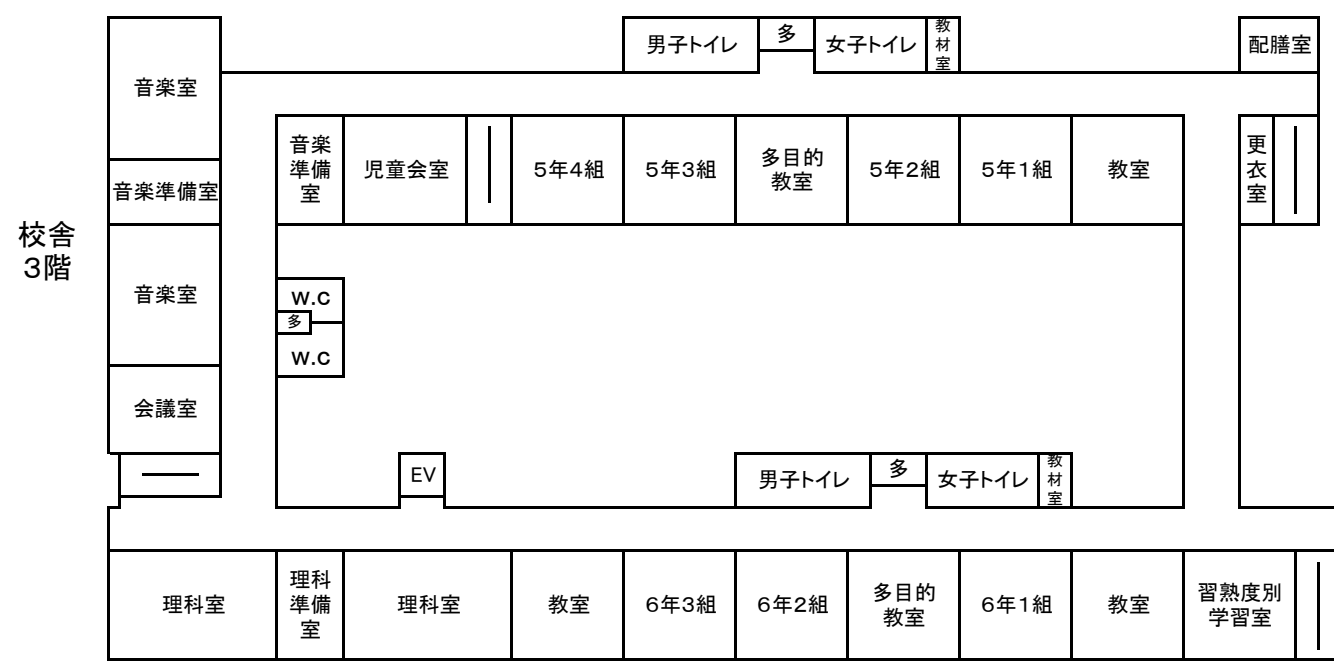 男子トイレ
多
女子トイレ
教
材
室
配膳室
音楽室
音楽
準備
室
児童会室
5年4組
5年3組
多目的
教室
5年2組
5年1組
教室
更
衣
室
音楽準備室
校舎
3階
音楽室
W.C
多
W.C
会議室
EV
男子トイレ
多
女子トイレ
教
材
室
理科室
理科
準備
室
理科室
教室
6年3組
6年2組
多目的
教室
6年1組
教室
習熟度別
学習室